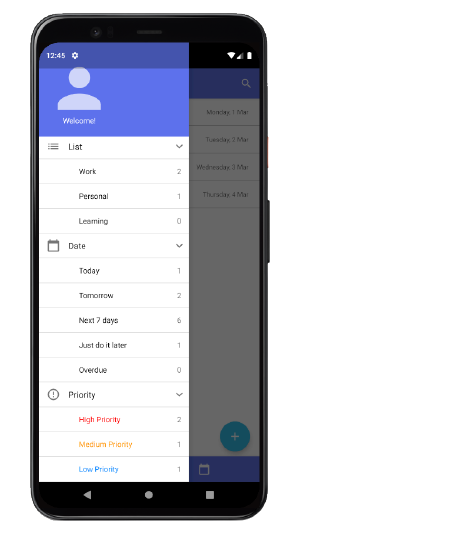 12:45
Welcome!
Monday, 1 Mar
List
Tuesday, 2 Mar
Work 2
Wednesday, 3 Mar
Personal 1
Thursday, 4 Mar
Learning 0
Date
Today 1
Tomorrow 2
Next 7 days 6
Just do it later 1
Overdue 0
Priority
High Priority 2
Medium Priority 1
Low Priority 1